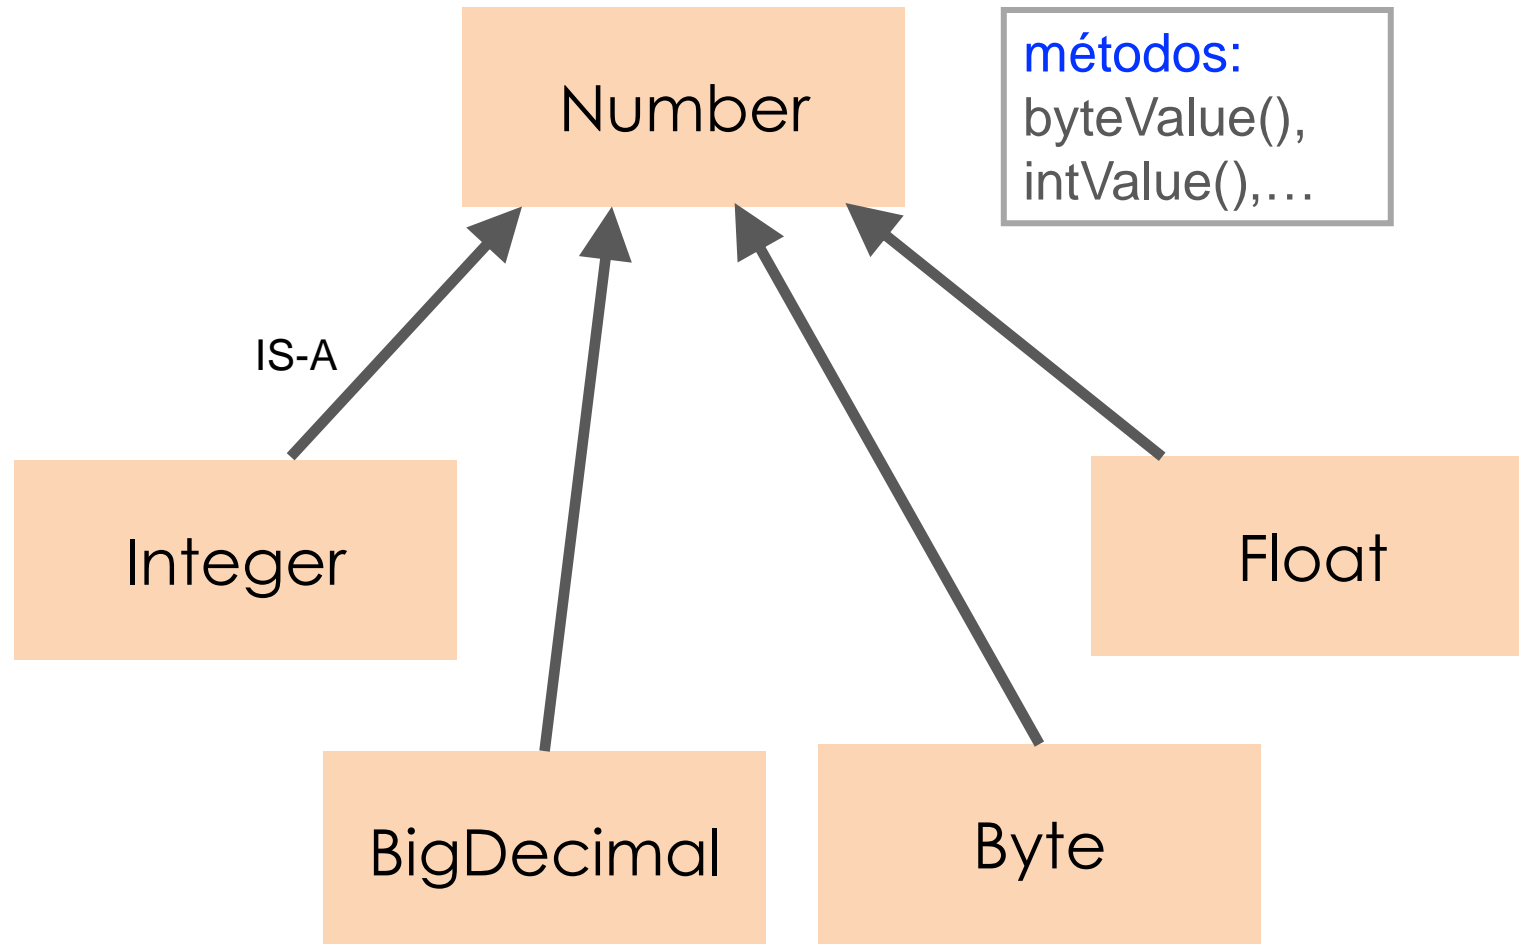 Number
métodos:
byteValue(),
intValue(),…
IS-A
Integer
Float
BigDecimal
Byte